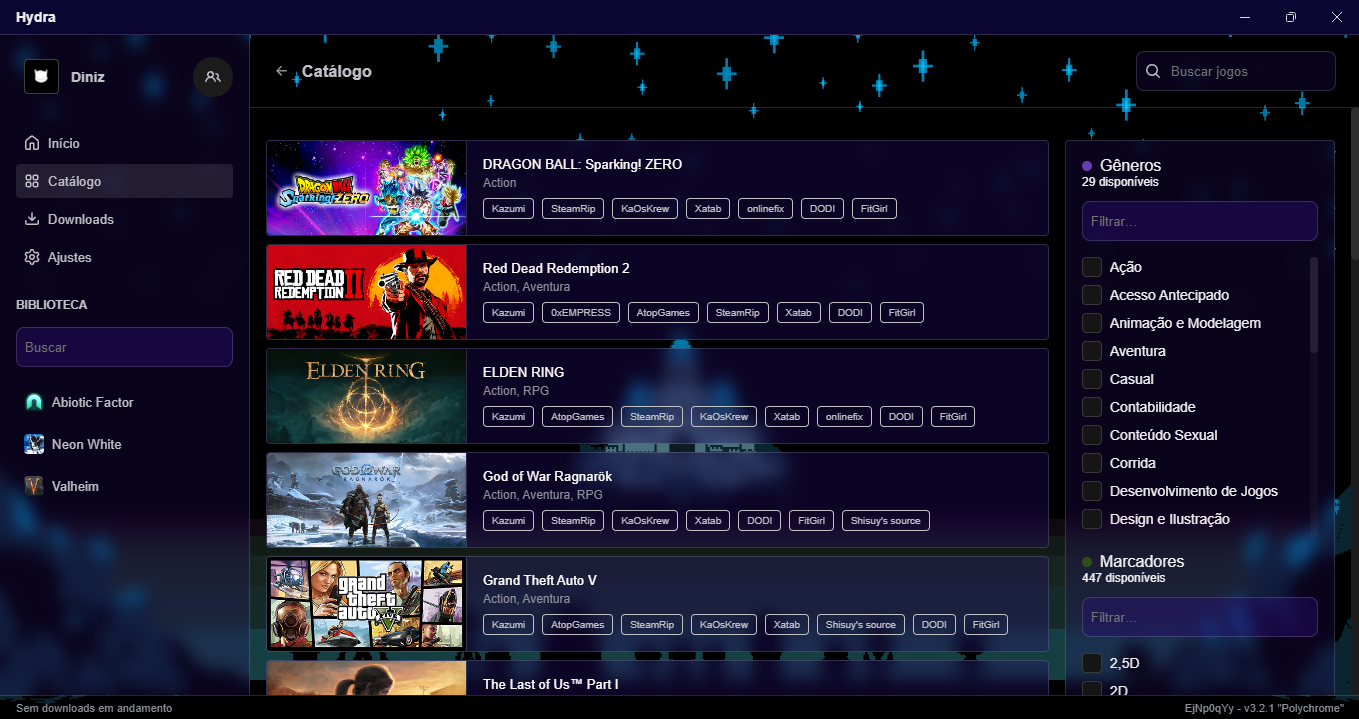 Hydra
Diniz
Início
Catálogo
Downloads
Ajustes
BIBLIOTECA
Buscar
Abiotic Factor
Neon White
Valheim
Catálogo
Buscar jogos
DRAGON BALL Sparking! ZERO
DRAGON BALL: Sparking! ZERO
Action
Kazumi SteamRip KaOsKrew Xatab onlinefix DODI FitGirl
RED DEAD
REDEMPTION II
Red Dead Redemption 2
Action, Aventura
Kazumi 0xEMPRESS AtopGames SteamRip Xatab DODI FitGirl
ELDEN RING
ELDEN RING
Action, RPG
Kazumi AtopGames SteamRip KaOsKrew Xatab onlinefix DODI FitGirl
GOD OF WAR
RAGNARÖK
God of War Ragnarök
Action, Aventura, RPG
Kazumi SteamRip KaOsKrew Xatab DODI FitGirl Shisuy's source
grand
theft
auto V
Grand Theft Auto V
Action, Aventura
Kazumi AtopGames SteamRip KaOsKrew Xatab Shisuy's source DODI FitGirl
The Last of Us™ Part I
Gêneros
29 disponíveis
Filtrar...
Ação
Acesso Antecipado
Animação e Modelagem
Aventura
Casual
Contabilidade
Conteúdo Sexual
Corrida
Desenvolvimento de Jogos
Design e Ilustração
Marcadores
447 disponíveis
Filtrar...
2,5D
2D
Sem downloads em andamento
EjNp0qYy - v3.2.1 "Polychrome"